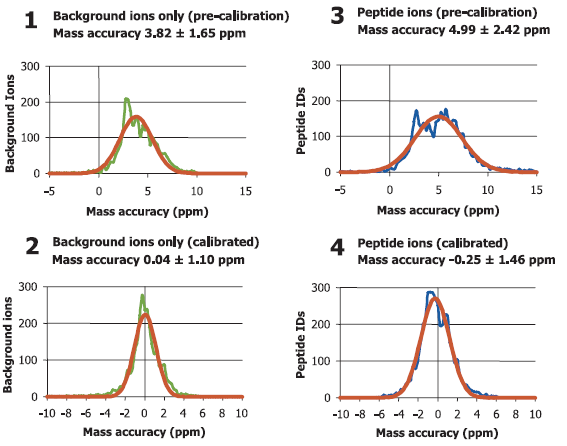 1 Background ions only (pre-calibration)
Mass accuracy 3.82 ± 1.65 ppm
300
200
100
0
Background Ions
-5 0 5 10 15
Mass accuracy (ppm)
3 Peptide ions (pre-calibration)
Mass accuracy 4.99 ± 2.42 ppm
300
200
100
0
Peptide IDs
-5 0 5 10 15
Mass accuracy (ppm)
2 Background ions only (calibrated)
Mass accuracy 0.04 ± 1.10 ppm
300
200
100
0
Background ions
-10 -8 -6 -4 -2 0 2 4 6 8 10
Mass accuracy (ppm)
4 Peptide ions (calibrated)
Mass accuracy -0.25 ± 1.46 ppm
300
200
100
0
Peptide IDs
-10 -8 -6 -4 -2 0 2 4 6 8 10
Mass accuracy (ppm)